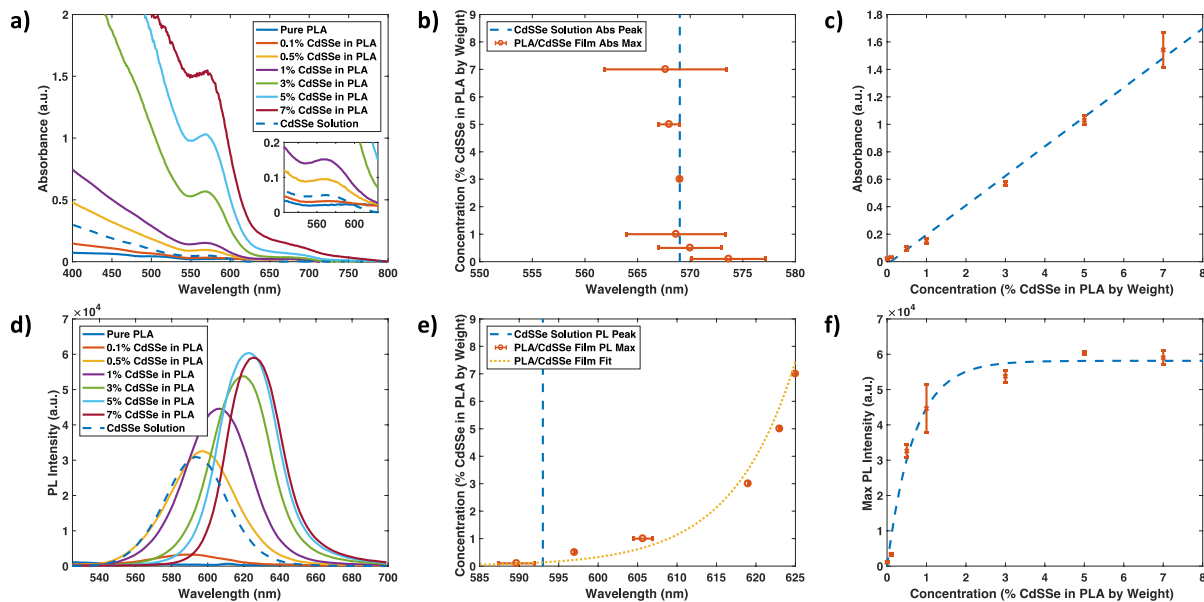 a)
Absorbance (a.u.)
2
1.5
1
0.5
0
400 450 500 550 600 650 700 750 800
Wavelength (nm)
Pure PLA
0.1% CdSSe in PLA
0.5% CdSSe in PLA
1% CdSSe in PLA
3% CdSSe in PLA
5% CdSSe in PLA
7% CdSSe in PLA
CdSSe Solution
0.2
0.1
0
560 600
b)
Concentration (% CdSSe in PLA by Weight)
9
8
7
6
5
4
3
2
1
0
550 555 560 565 570 575 580
Wavelength (nm)
CdSSe Solution Abs Peak
PLA/CdSSe Film Abs Max
c)
Absorbance (a.u.)
1.8
1.6
1.4
1.2
1
0.8
0.6
0.4
0.2
0
0 1 2 3 4 5 6 7 8
Concentration (% CdSSe in PLA by Weight)
d)
PL Intensity (a.u.)
× 10⁴
7
6
5
4
3
2
1
0
540 560 580 600 620 640 660 680 700
Wavelength (nm)
Pure PLA
0.1% CdSSe in PLA
0.5% CdSSe in PLA
1% CdSSe in PLA
3% CdSSe in PLA
5% CdSSe in PLA
7% CdSSe in PLA
CdSSe Solution
e)
Concentration (% CdSSe in PLA by Weight)
9
8
7
6
5
4
3
2
1
0
585 590 595 600 605 610 615 620 625
Wavelength (nm)
CdSSe Solution PL Peak
PLA/CdSSe Film PL Max
PLA/CdSSe Film Fit
f)
Max PL Intensity (a.u.)
× 10⁴
7
6
5
4
3
2
1
0
0 1 2 3 4 5 6 7 8
Concentration (% CdSSe in PLA by Weight)